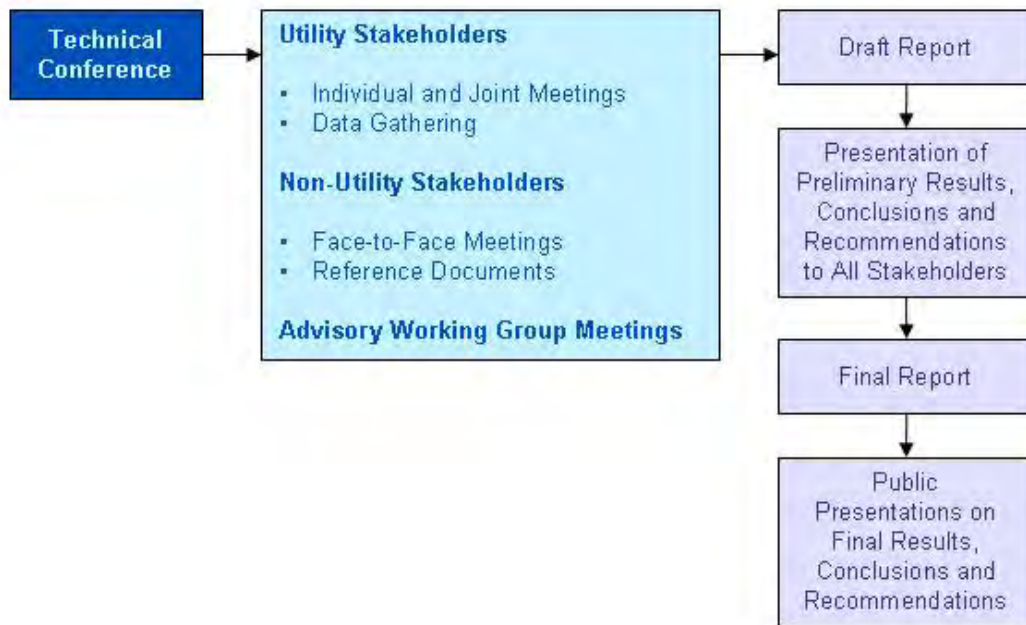 Technical
Conference
Utility Stakeholders
• Individual and Joint Meetings
• Data Gathering
Non-Utility Stakeholders
• Face-to-Face Meetings
• Reference Documents
Advisory Working Group Meetings
Draft Report
Presentation of
Preliminary Results,
Conclusions and
Recommendations
to All Stakeholders
Final Report
Public
Presentations on
Final Results,
Conclusions and
Recommendations